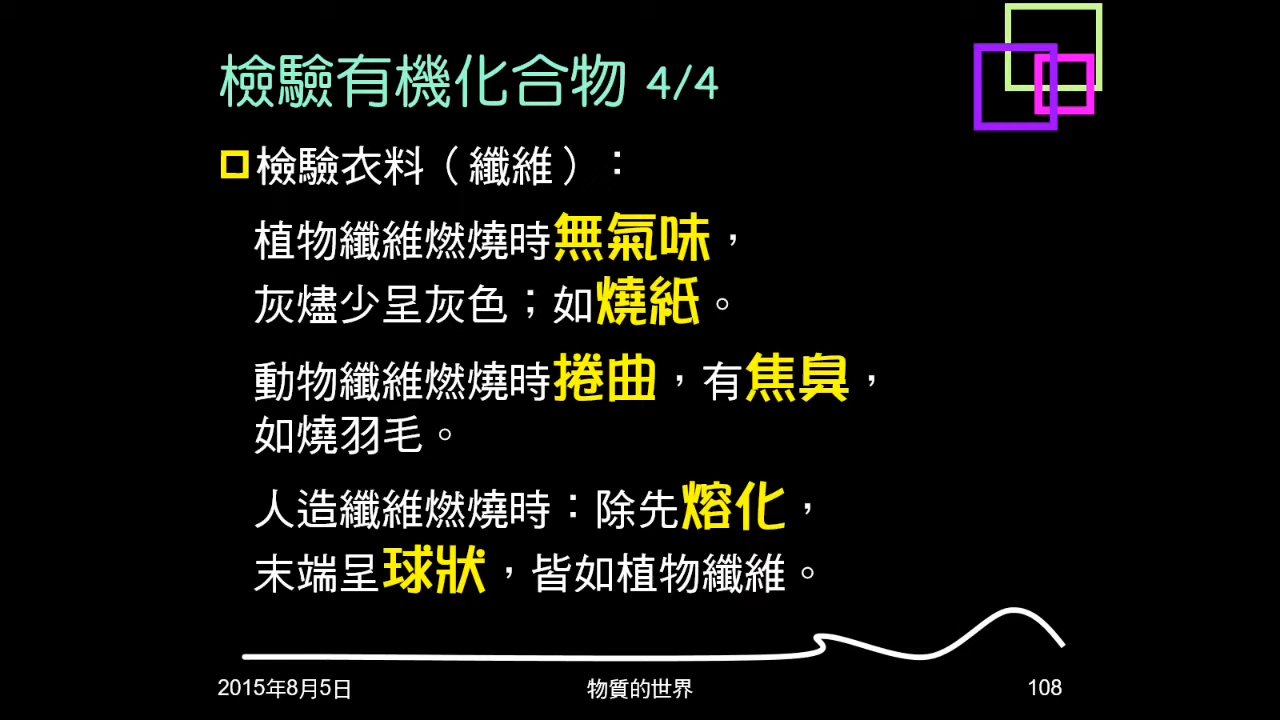 檢驗有機化合物 4/4
檢驗衣料（纖維）：
植物纖維燃燒時無氣味，
灰燼少呈灰色；如燒紙。
動物纖維燃燒時捲曲，有焦臭，
如燒羽毛。
人造纖維燃燒時：除先熔化，
末端呈球狀，皆如植物纖維。
2015年8月5日
物質的世界
108